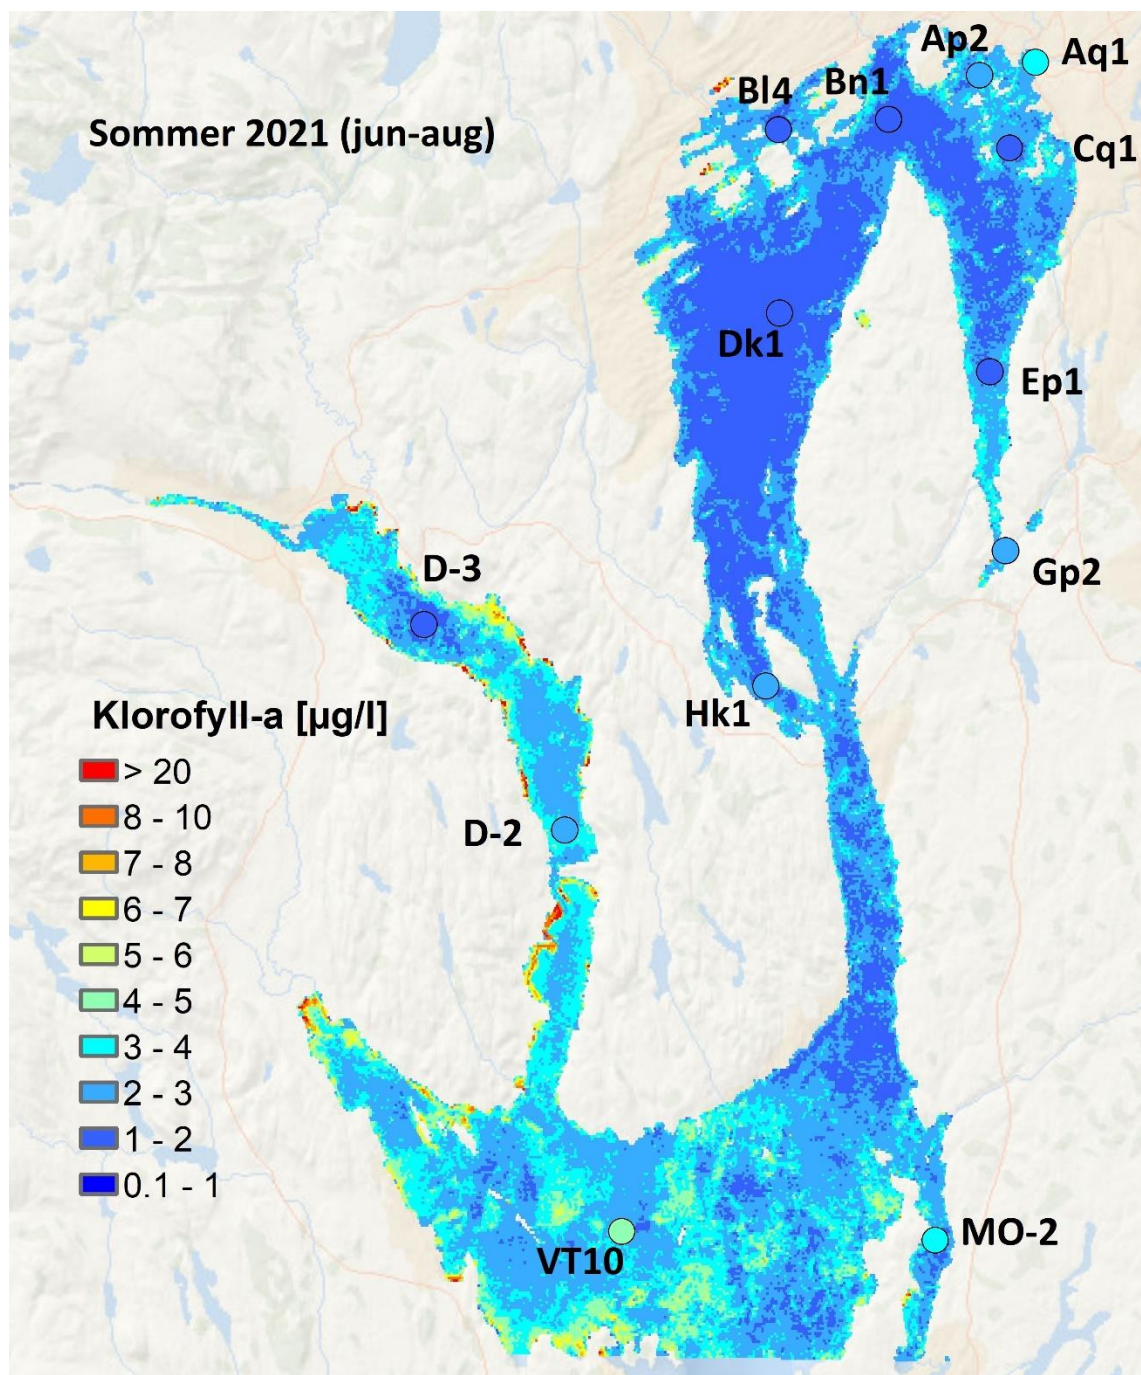 Ap2
Aq1
Bl4
Bn1
Sommer 2021 (jun-aug)
Cq1
Dk1
Ep1
D-3
Gp2
Hk1
Klorofyll-a [µg/l]
> 20
8 - 10
7 - 8
6 - 7
5 - 6
4 - 5
3 - 4
2 - 3
1 - 2
0.1 - 1
D-2
VT10
MO-2